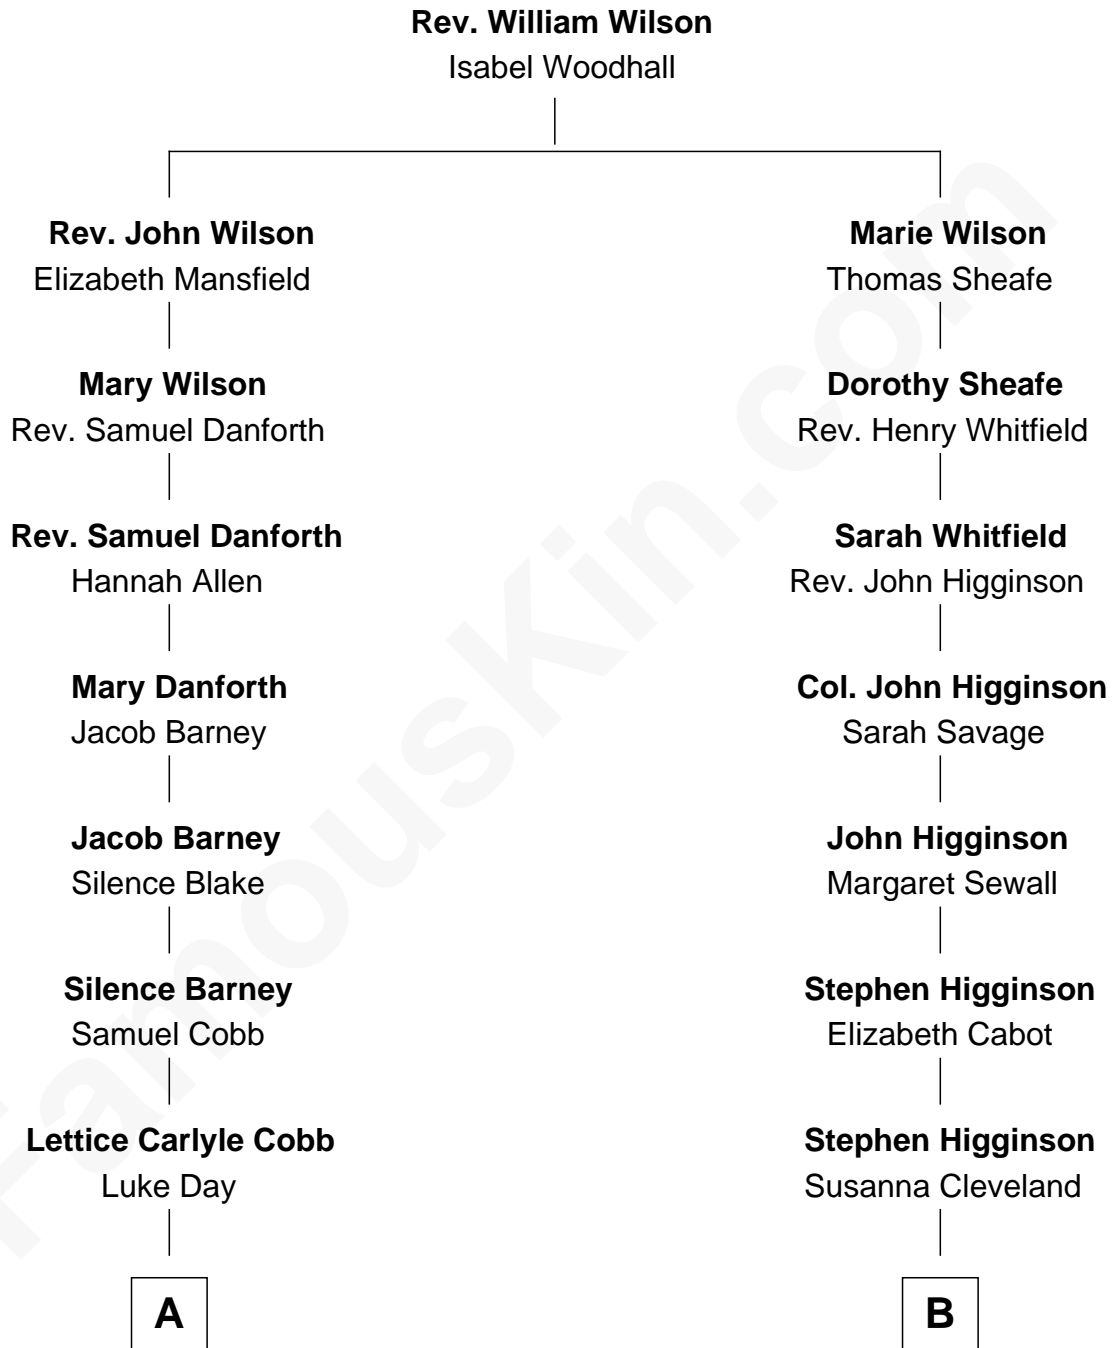 Rev. William Wilson
Isabel Woodhall
Rev. John Wilson
Elizabeth Mansfield
Marie Wilson
Thomas Sheafe
Mary Wilson
Rev. Samuel Danforth
Dorothy Sheafe
Rev. Henry Whitfield
Rev. Samuel Danforth
Hannah Allen
Sarah Whitfield
Rev. John Higginson
Mary Danforth
Jacob Barney
Col. John Higginson
Sarah Savage
Jacob Barney
Silence Blake
John Higginson
Margaret Sewall
Silence Barney
Samuel Cobb
Stephen Higginson
Elizabeth Cabot
Lettice Carlyle Cobb
Luke Day
Stephen Higginson
Susanna Cleveland
A
B
FamousKin.com